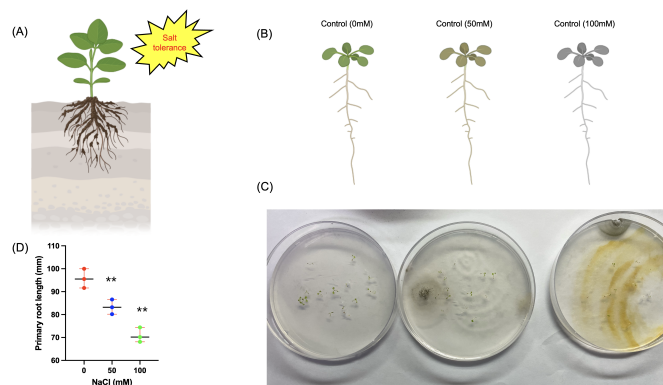 (A)
Salt
tolerance
(B)
Control (0mM)
Control (50mM)
Control (100mM)
(C)
(D)
Primary root length (mm)
110
100
90
80
70
60
**
**
0
50
100
NaCl (mM)